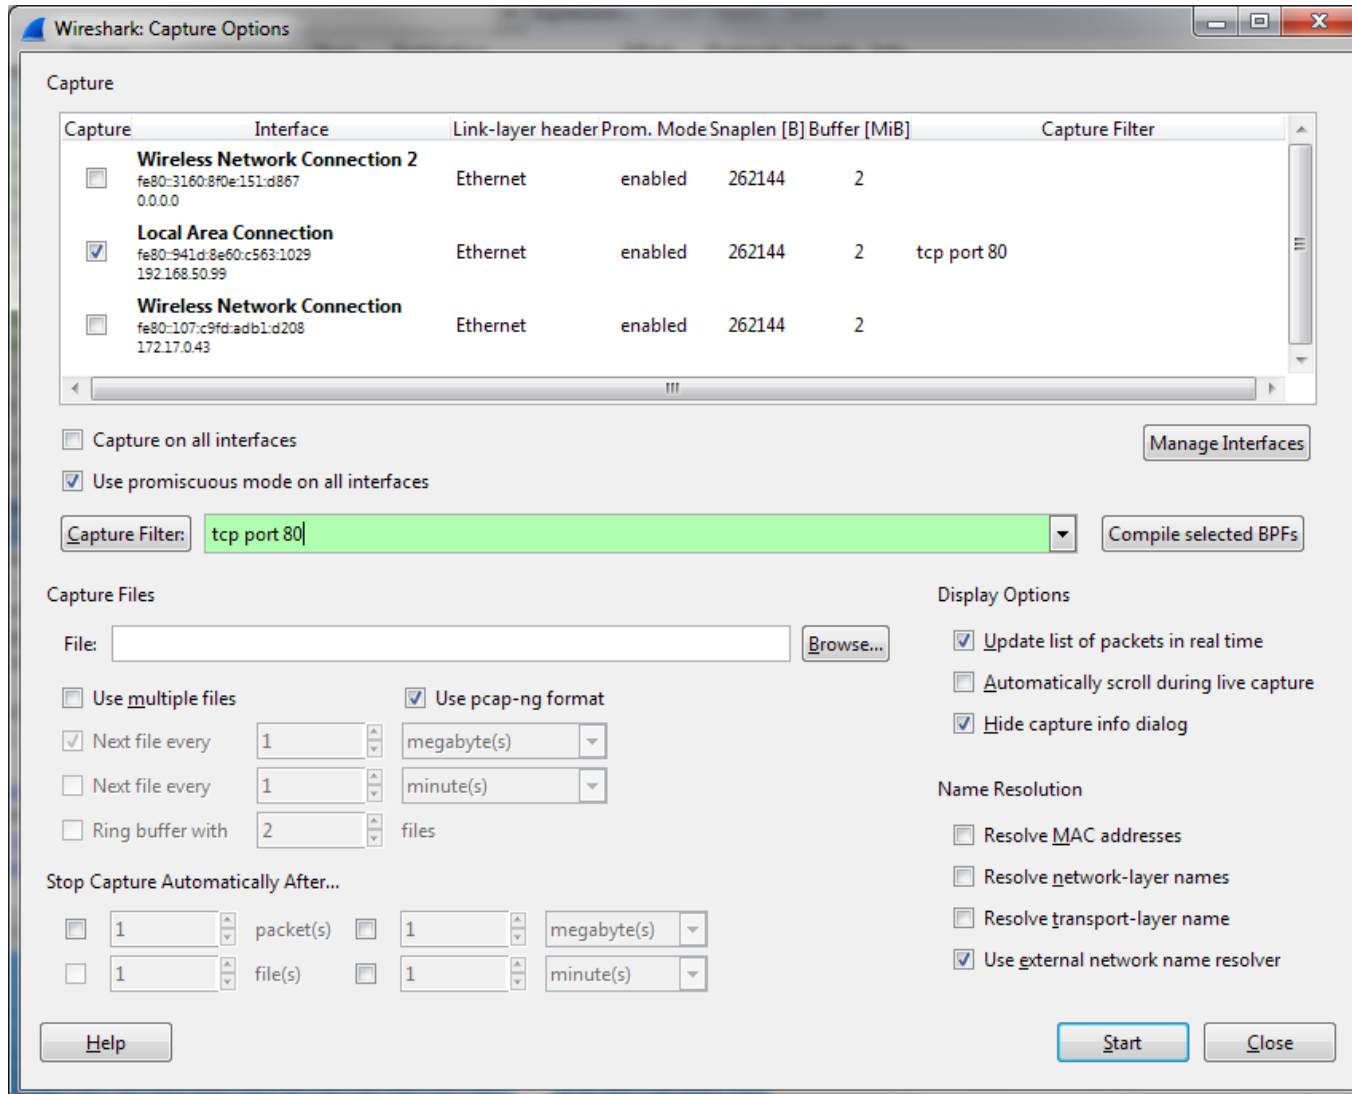 Wireshark: Capture Options
Capture
Capture Interface Link-layer header Prom. Mode Snaplen [B] Buffer [MiB] Capture Filter
Wireless Network Connection 2
fe80::3160:8f0e:151:d867
0.0.0.0
Ethernet enabled 262144 2
Local Area Connection
fe80::941d:8e60:c563:1029
192.168.50.99
Ethernet enabled 262144 2 tcp port 80
Wireless Network Connection
fe80::107:c9fd:adb1:d208
172.17.0.43
Ethernet enabled 262144 2
Capture on all interfaces
Manage Interfaces
Use promiscuous mode on all interfaces
Capture Filter: tcp port 80 Compile selected BPFs
Capture Files
File: Browse...
Use multiple files Use pcap-ng format
Next file every 1 megabyte(s)
Next file every 1 minute(s)
Ring buffer with 2 files
Stop Capture Automatically After...
1 packet(s) 1 megabyte(s)
1 file(s) 1 minute(s)
Display Options
Update list of packets in real time
Automatically scroll during live capture
Hide capture info dialog
Name Resolution
Resolve MAC addresses
Resolve network-layer names
Resolve transport-layer name
Use external network name resolver
Help Start Close